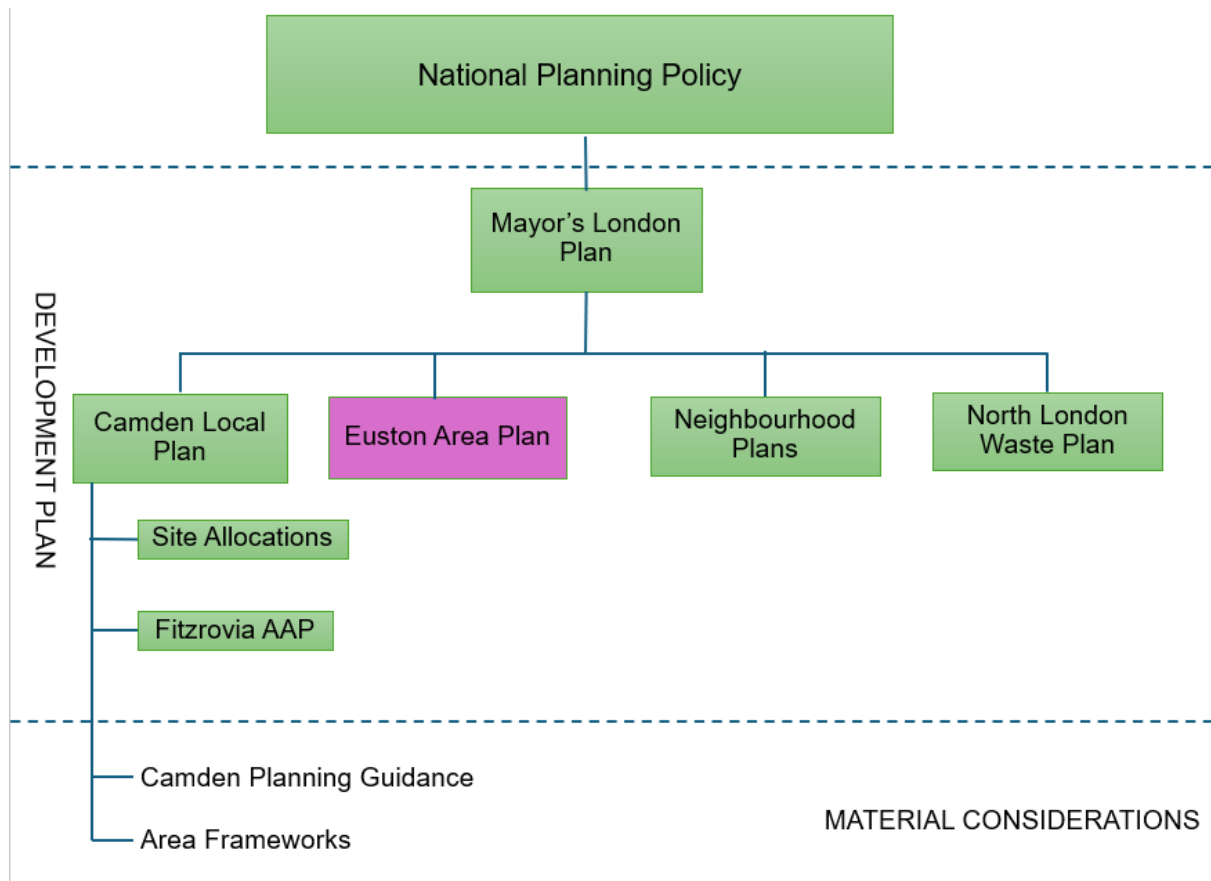 National Planning Policy
Mayor’s London
Plan
DEVELOPMENT PLAN
Camden Local
Plan
Euston Area Plan
Neighbourhood
Plans
North London
Waste Plan
Site Allocations
Fitzrovia AAP
Camden Planning Guidance
Area Frameworks
MATERIAL CONSIDERATIONS